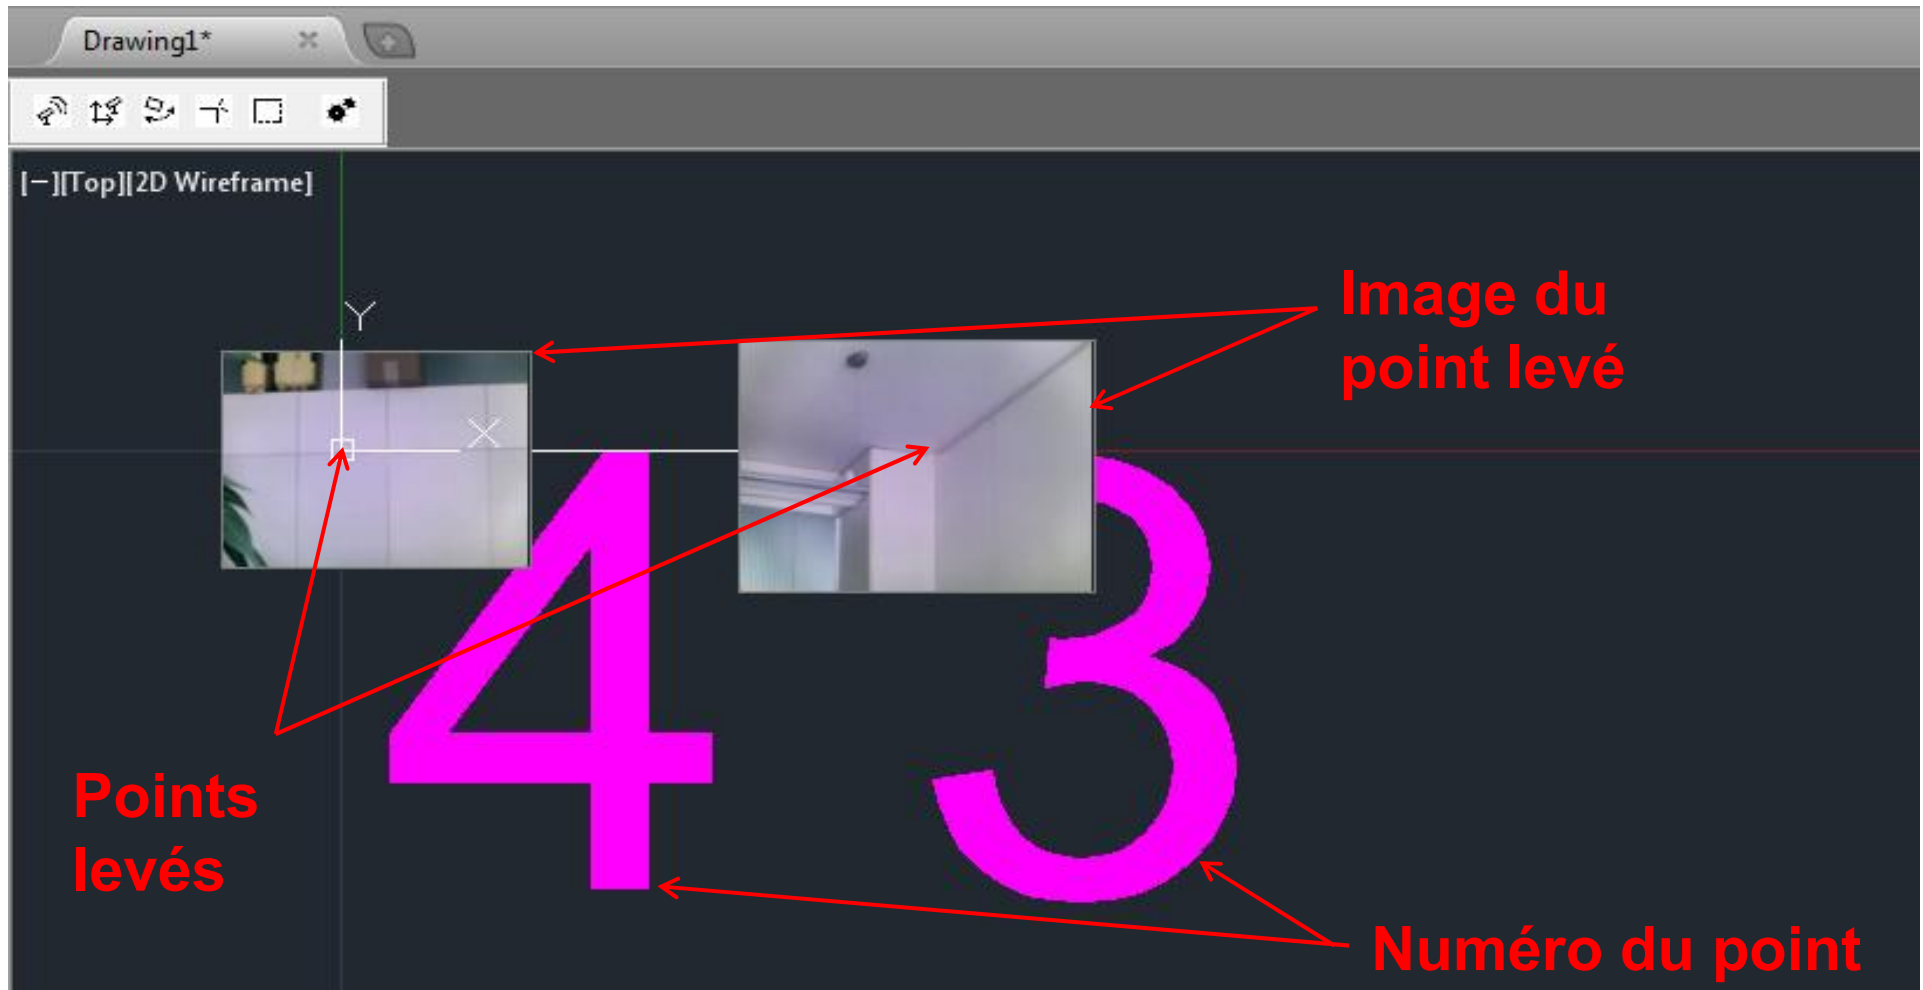 Drawing1*
[−][Top][2D Wireframe]
Y
X
Image du
point levé
4 3
Points
levés
Numéro du point